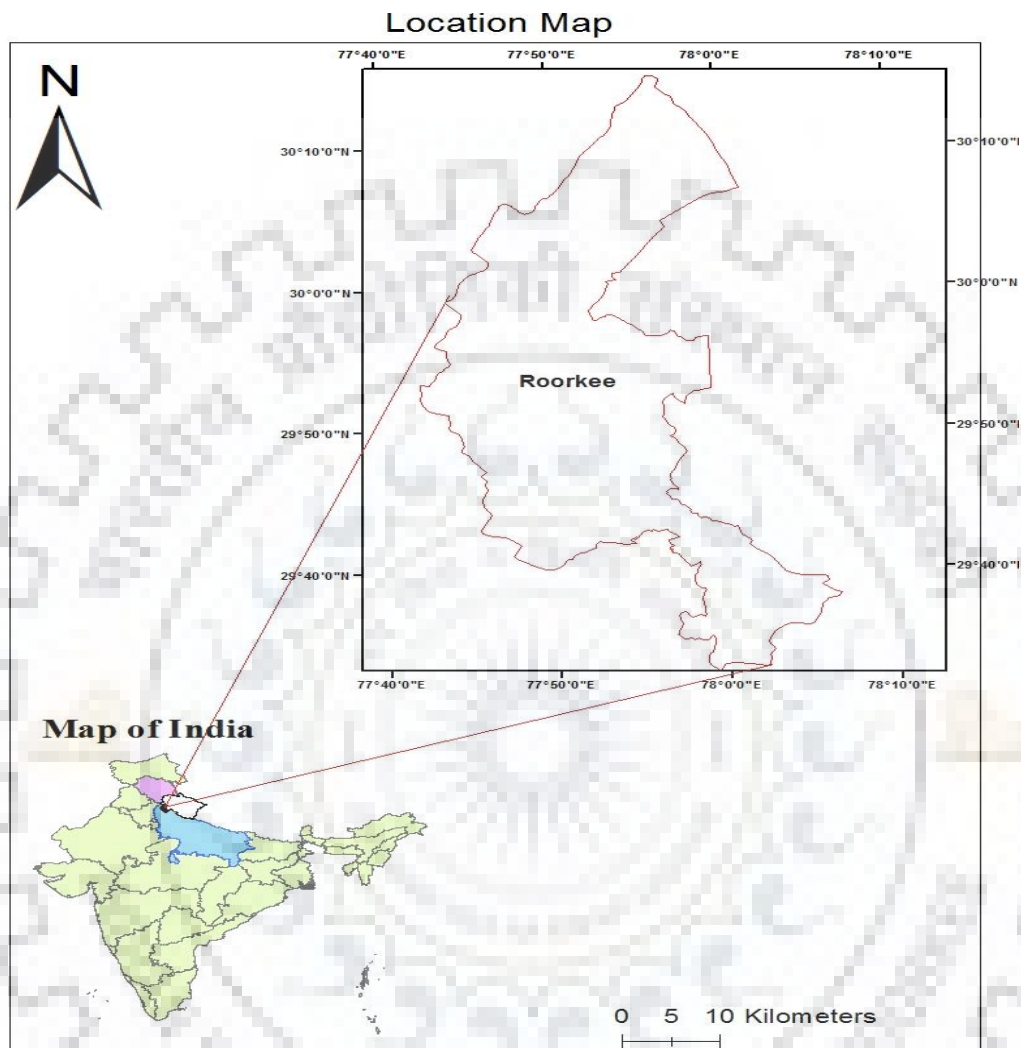 Location Map
77°40'0"E 77°50'0"E 78°0'0"E 78°10'0"E
N
30°10'0"N 30°10'0"N
30°0'0"N 30°0'0"N
Roorkee
29°50'0"N 29°50'0"N
29°40'0"N 29°40'0"N
77°40'0"E 77°50'0"E 78°0'0"E 78°10'0"E
Map of India
0 5 10 Kilometers